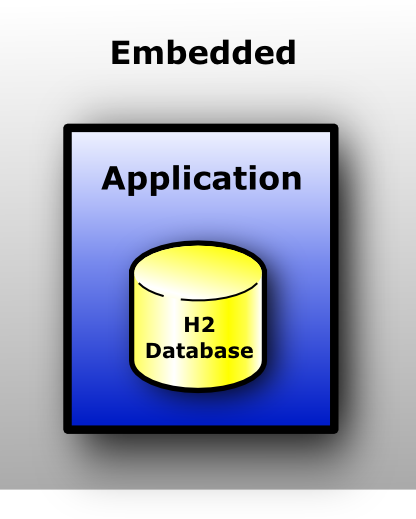 Embedded
Application
H2
Database